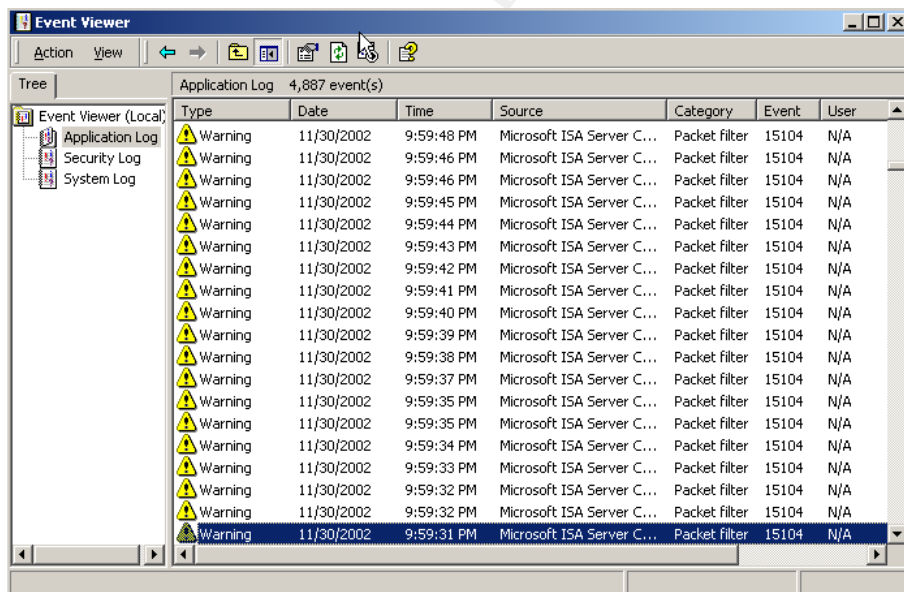 Event Viewer
Action View
Tree
Application Log 4,887 event(s)
Event Viewer (Local)
Application Log
Security Log
System Log
Type Date Time Source Category Event User
Warning 11/30/2002 9:59:48 PM Microsoft ISA Server C... Packet filter 15104 N/A
Warning 11/30/2002 9:59:46 PM Microsoft ISA Server C... Packet filter 15104 N/A
Warning 11/30/2002 9:59:46 PM Microsoft ISA Server C... Packet filter 15104 N/A
Warning 11/30/2002 9:59:45 PM Microsoft ISA Server C... Packet filter 15104 N/A
Warning 11/30/2002 9:59:44 PM Microsoft ISA Server C... Packet filter 15104 N/A
Warning 11/30/2002 9:59:43 PM Microsoft ISA Server C... Packet filter 15104 N/A
Warning 11/30/2002 9:59:42 PM Microsoft ISA Server C... Packet filter 15104 N/A
Warning 11/30/2002 9:59:41 PM Microsoft ISA Server C... Packet filter 15104 N/A
Warning 11/30/2002 9:59:40 PM Microsoft ISA Server C... Packet filter 15104 N/A
Warning 11/30/2002 9:59:39 PM Microsoft ISA Server C... Packet filter 15104 N/A
Warning 11/30/2002 9:59:38 PM Microsoft ISA Server C... Packet filter 15104 N/A
Warning 11/30/2002 9:59:37 PM Microsoft ISA Server C... Packet filter 15104 N/A
Warning 11/30/2002 9:59:35 PM Microsoft ISA Server C... Packet filter 15104 N/A
Warning 11/30/2002 9:59:35 PM Microsoft ISA Server C... Packet filter 15104 N/A
Warning 11/30/2002 9:59:34 PM Microsoft ISA Server C... Packet filter 15104 N/A
Warning 11/30/2002 9:59:33 PM Microsoft ISA Server C... Packet filter 15104 N/A
Warning 11/30/2002 9:59:32 PM Microsoft ISA Server C... Packet filter 15104 N/A
Warning 11/30/2002 9:59:32 PM Microsoft ISA Server C... Packet filter 15104 N/A
Warning 11/30/2002 9:59:31 PM Microsoft ISA Server C... Packet filter 15104 N/A